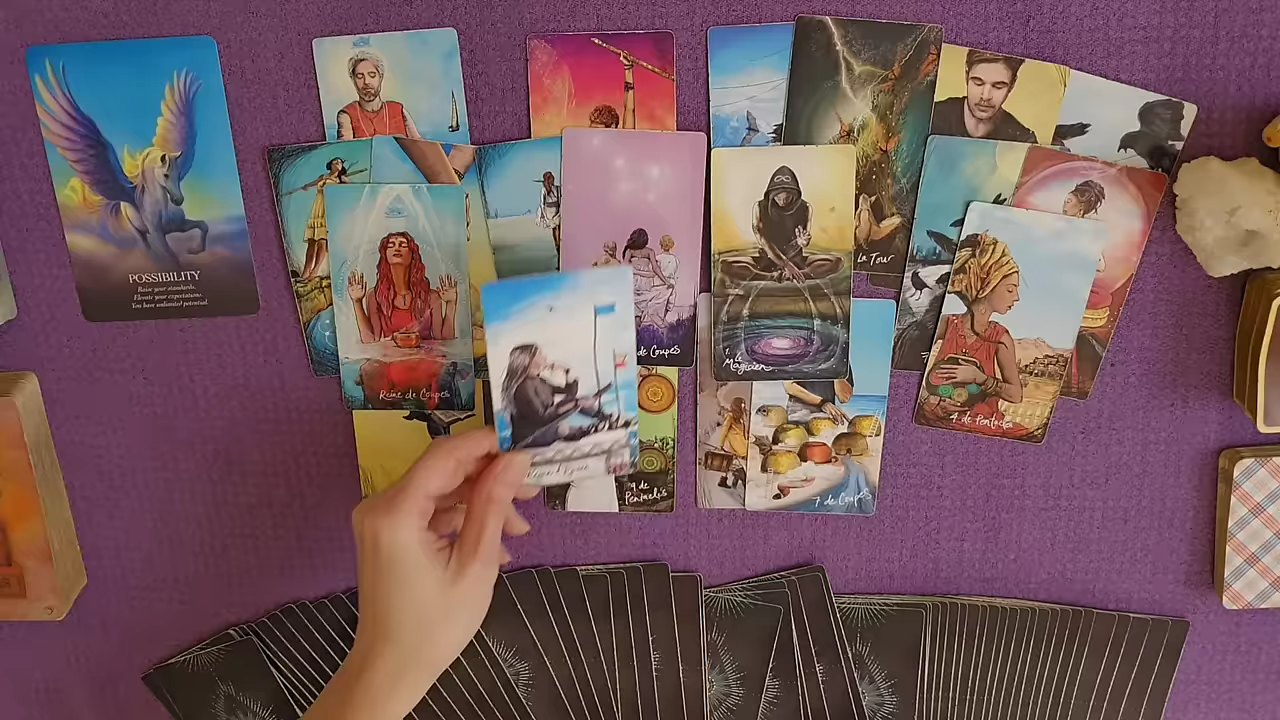 POSSIBILITY
Raise your standards,
Elevate your expectations.
You have unlimited potential.
La Tour
de Coupes
le
Magicien
Reine de Coupes
4 de Pentacles
9 de
Pentacles
7 de Coupes